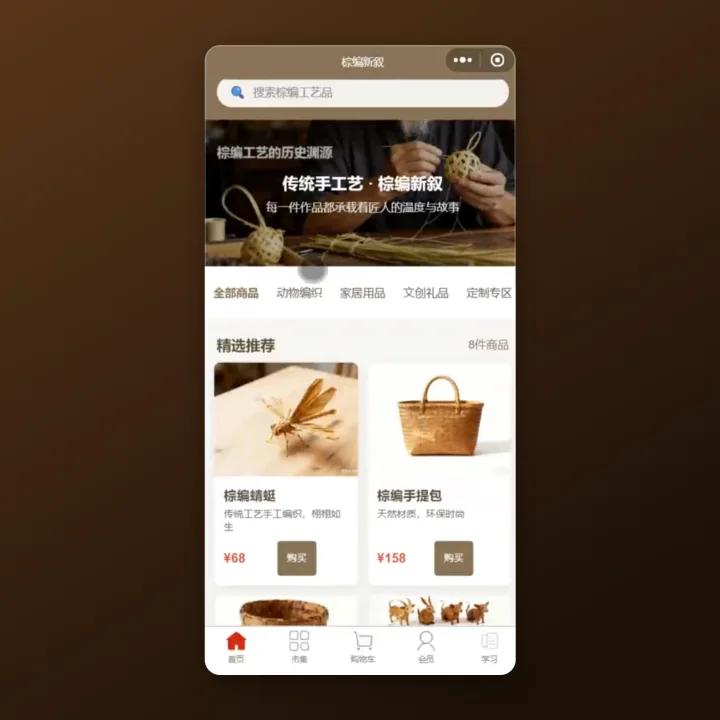 棕编新叙
搜索棕编工艺品
棕编工艺的历史渊源
传统手工艺 · 棕编新叙
每一件作品都承载着匠人的温度与故事
全部商品 动物编织 家居用品 文创礼品 定制专区
精选推荐 8件商品
棕编蜻蜓
传统工艺手工编织，栩栩如
生
¥68 购买
棕编手提包
天然材质，环保时尚
¥158 购买
首页 市集 购物车 会员 学习